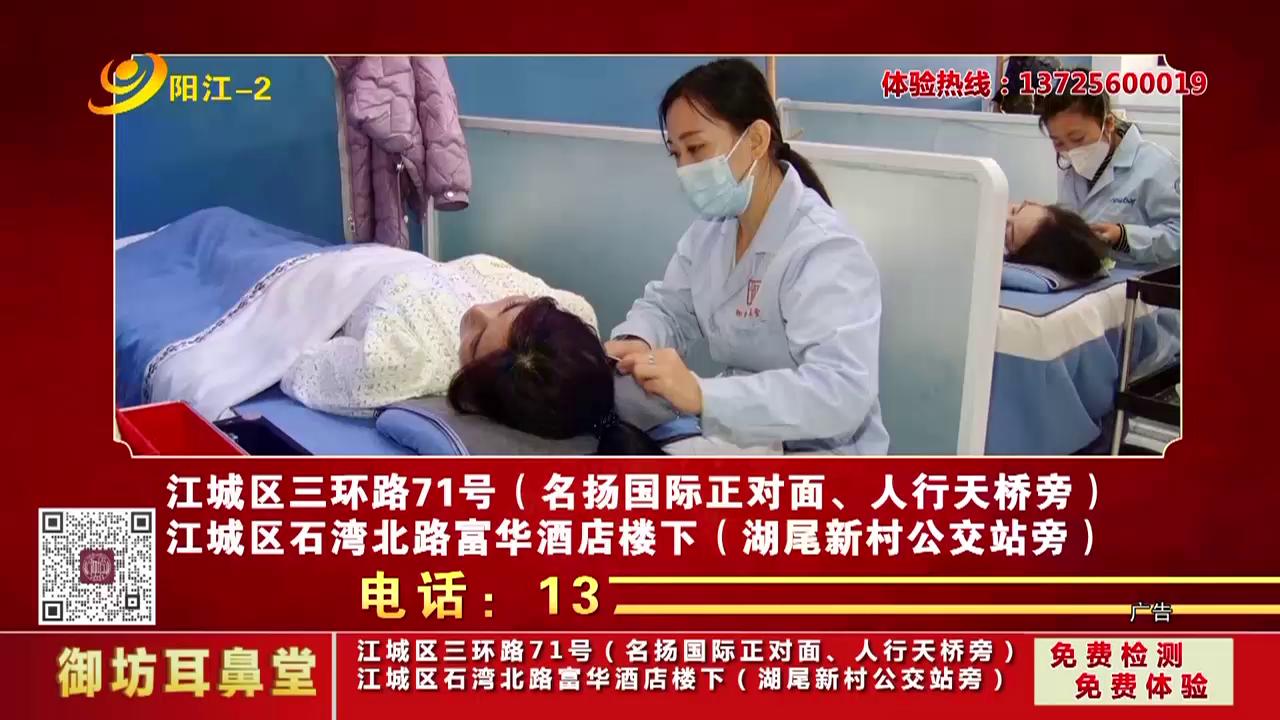 阳江-2
体验热线：13725600019
江城区三环路71号（名扬国际正对面、人行天桥旁）
江城区石湾北路富华酒店楼下（湖尾新村公交站旁）
电话：13
广告
御坊耳鼻堂
江城区三环路71号（名扬国际正对面、人行天桥旁）
江城区石湾北路富华酒店楼下（湖尾新村公交站旁）
免费检测
免费体验